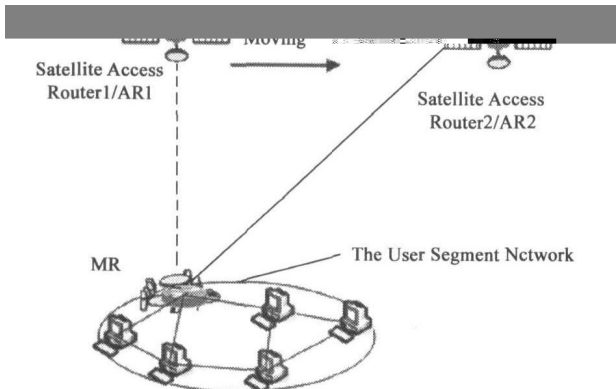 Moving
Satellite Access
Router1/AR1
Satellite Access
Router2/AR2
MR
The User Segment Nctwork